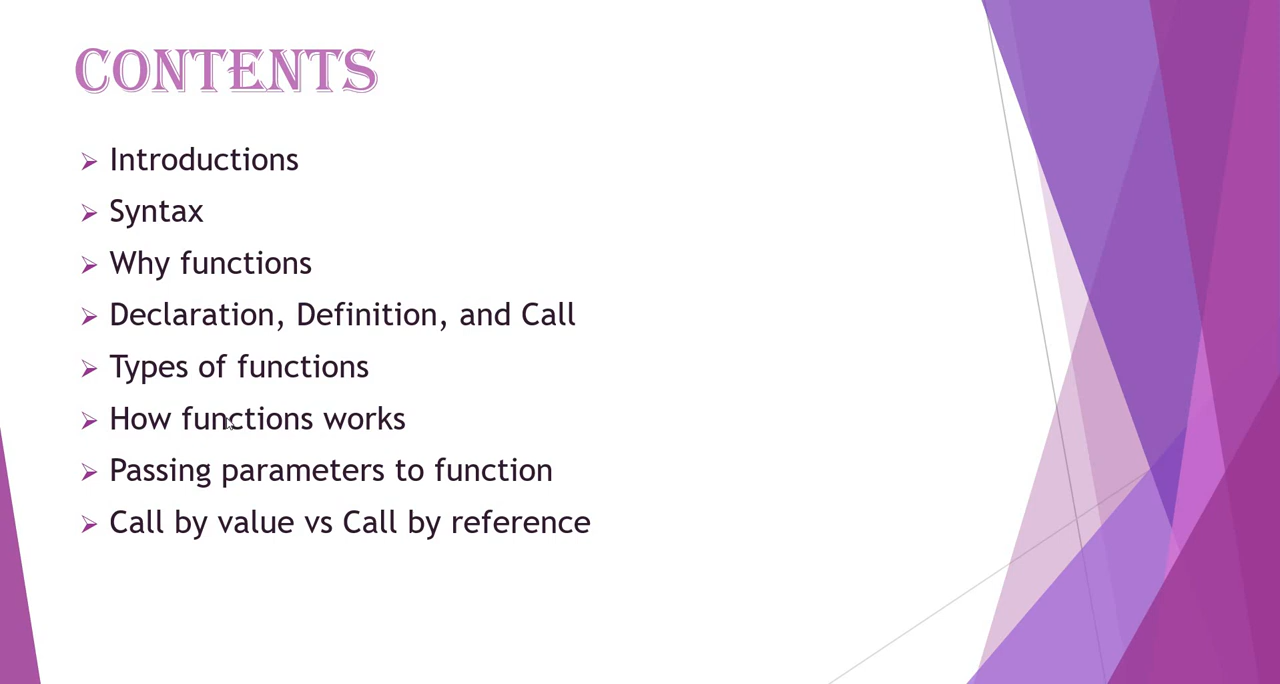 CONTENTS
Introductions
Syntax
Why functions
Declaration, Definition, and Call
Types of functions
How functions works
Passing parameters to function
Call by value vs Call by reference